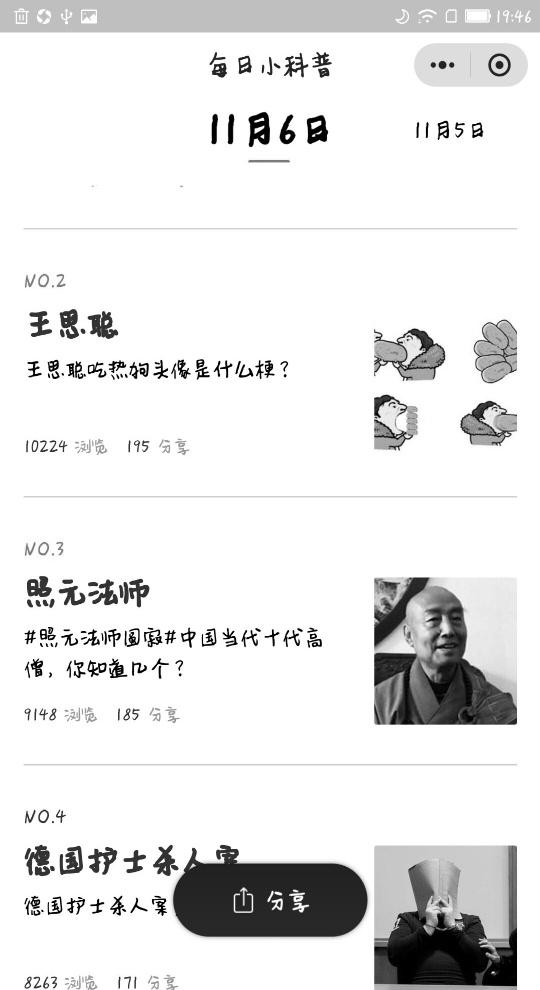 19:46
每日小科普
11月6日
11月5日
NO.2
王思聪
王思聪吃热狗头像是什么梗？
10224 浏览 195 分享
NO.3
照元法师
#照元法师圆寂#中国当代十代高
僧，你知道几个？
9148 浏览 185 分享
NO.4
德国护士杀人案
德国护士杀人案
分享
8263 浏览 171 分享